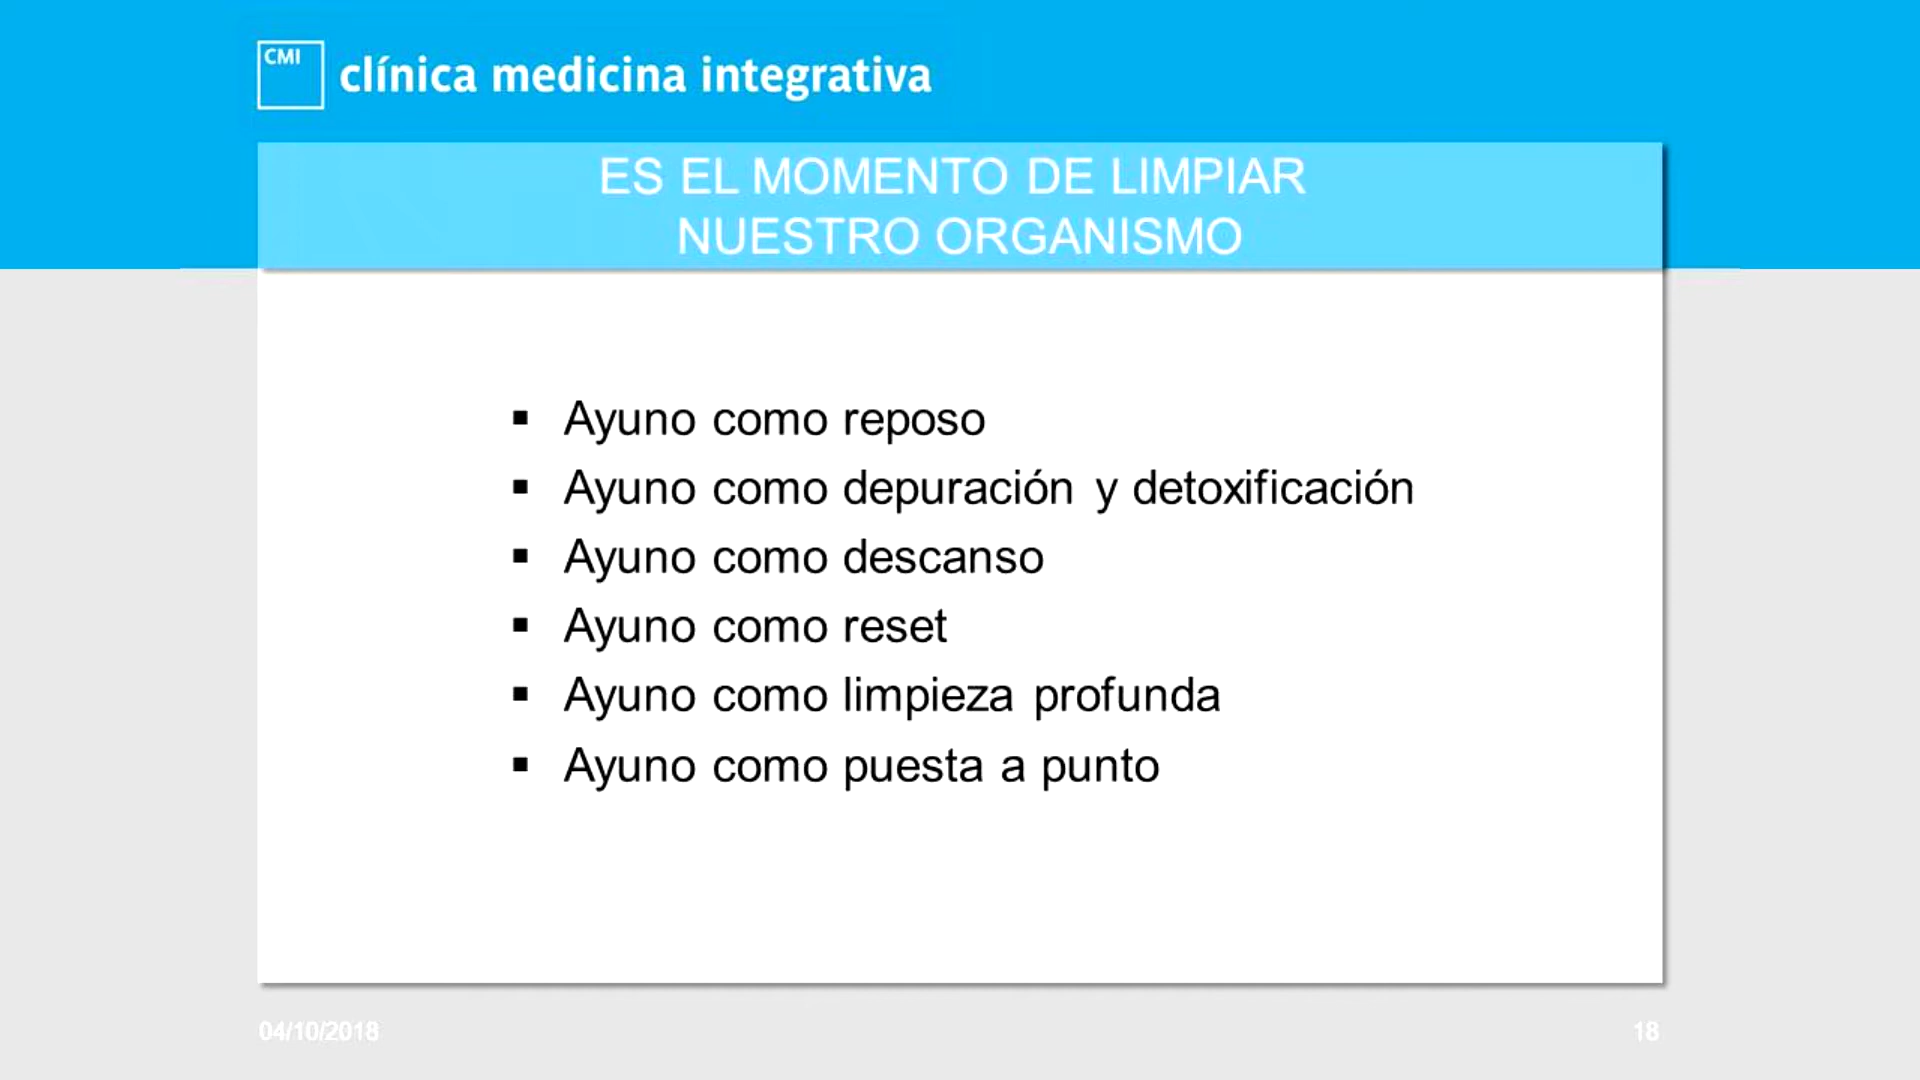 CMI
clínica medicina integrativa
ES EL MOMENTO DE LIMPIAR
NUESTRO ORGANISMO
▪ Ayuno como reposo
▪ Ayuno como depuración y detoxificación
▪ Ayuno como descanso
▪ Ayuno como reset
▪ Ayuno como limpieza profunda
▪ Ayuno como puesta a punto
04/10/2018
18